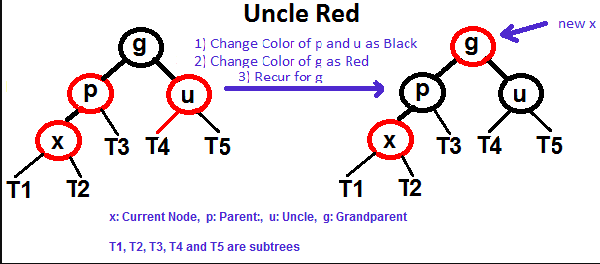 Uncle Red
new x
1) Change Color of p and u as Black
2) Change Color of g as Red
3) Recur for g
g
p
u
x
T3
T4
T5
T1
T2
g
p
u
x
T3
T4
T5
T1
T2
x: Current Node, p: Parent:, u: Uncle, g: Grandparent
T1, T2, T3, T4 and T5 are subtrees